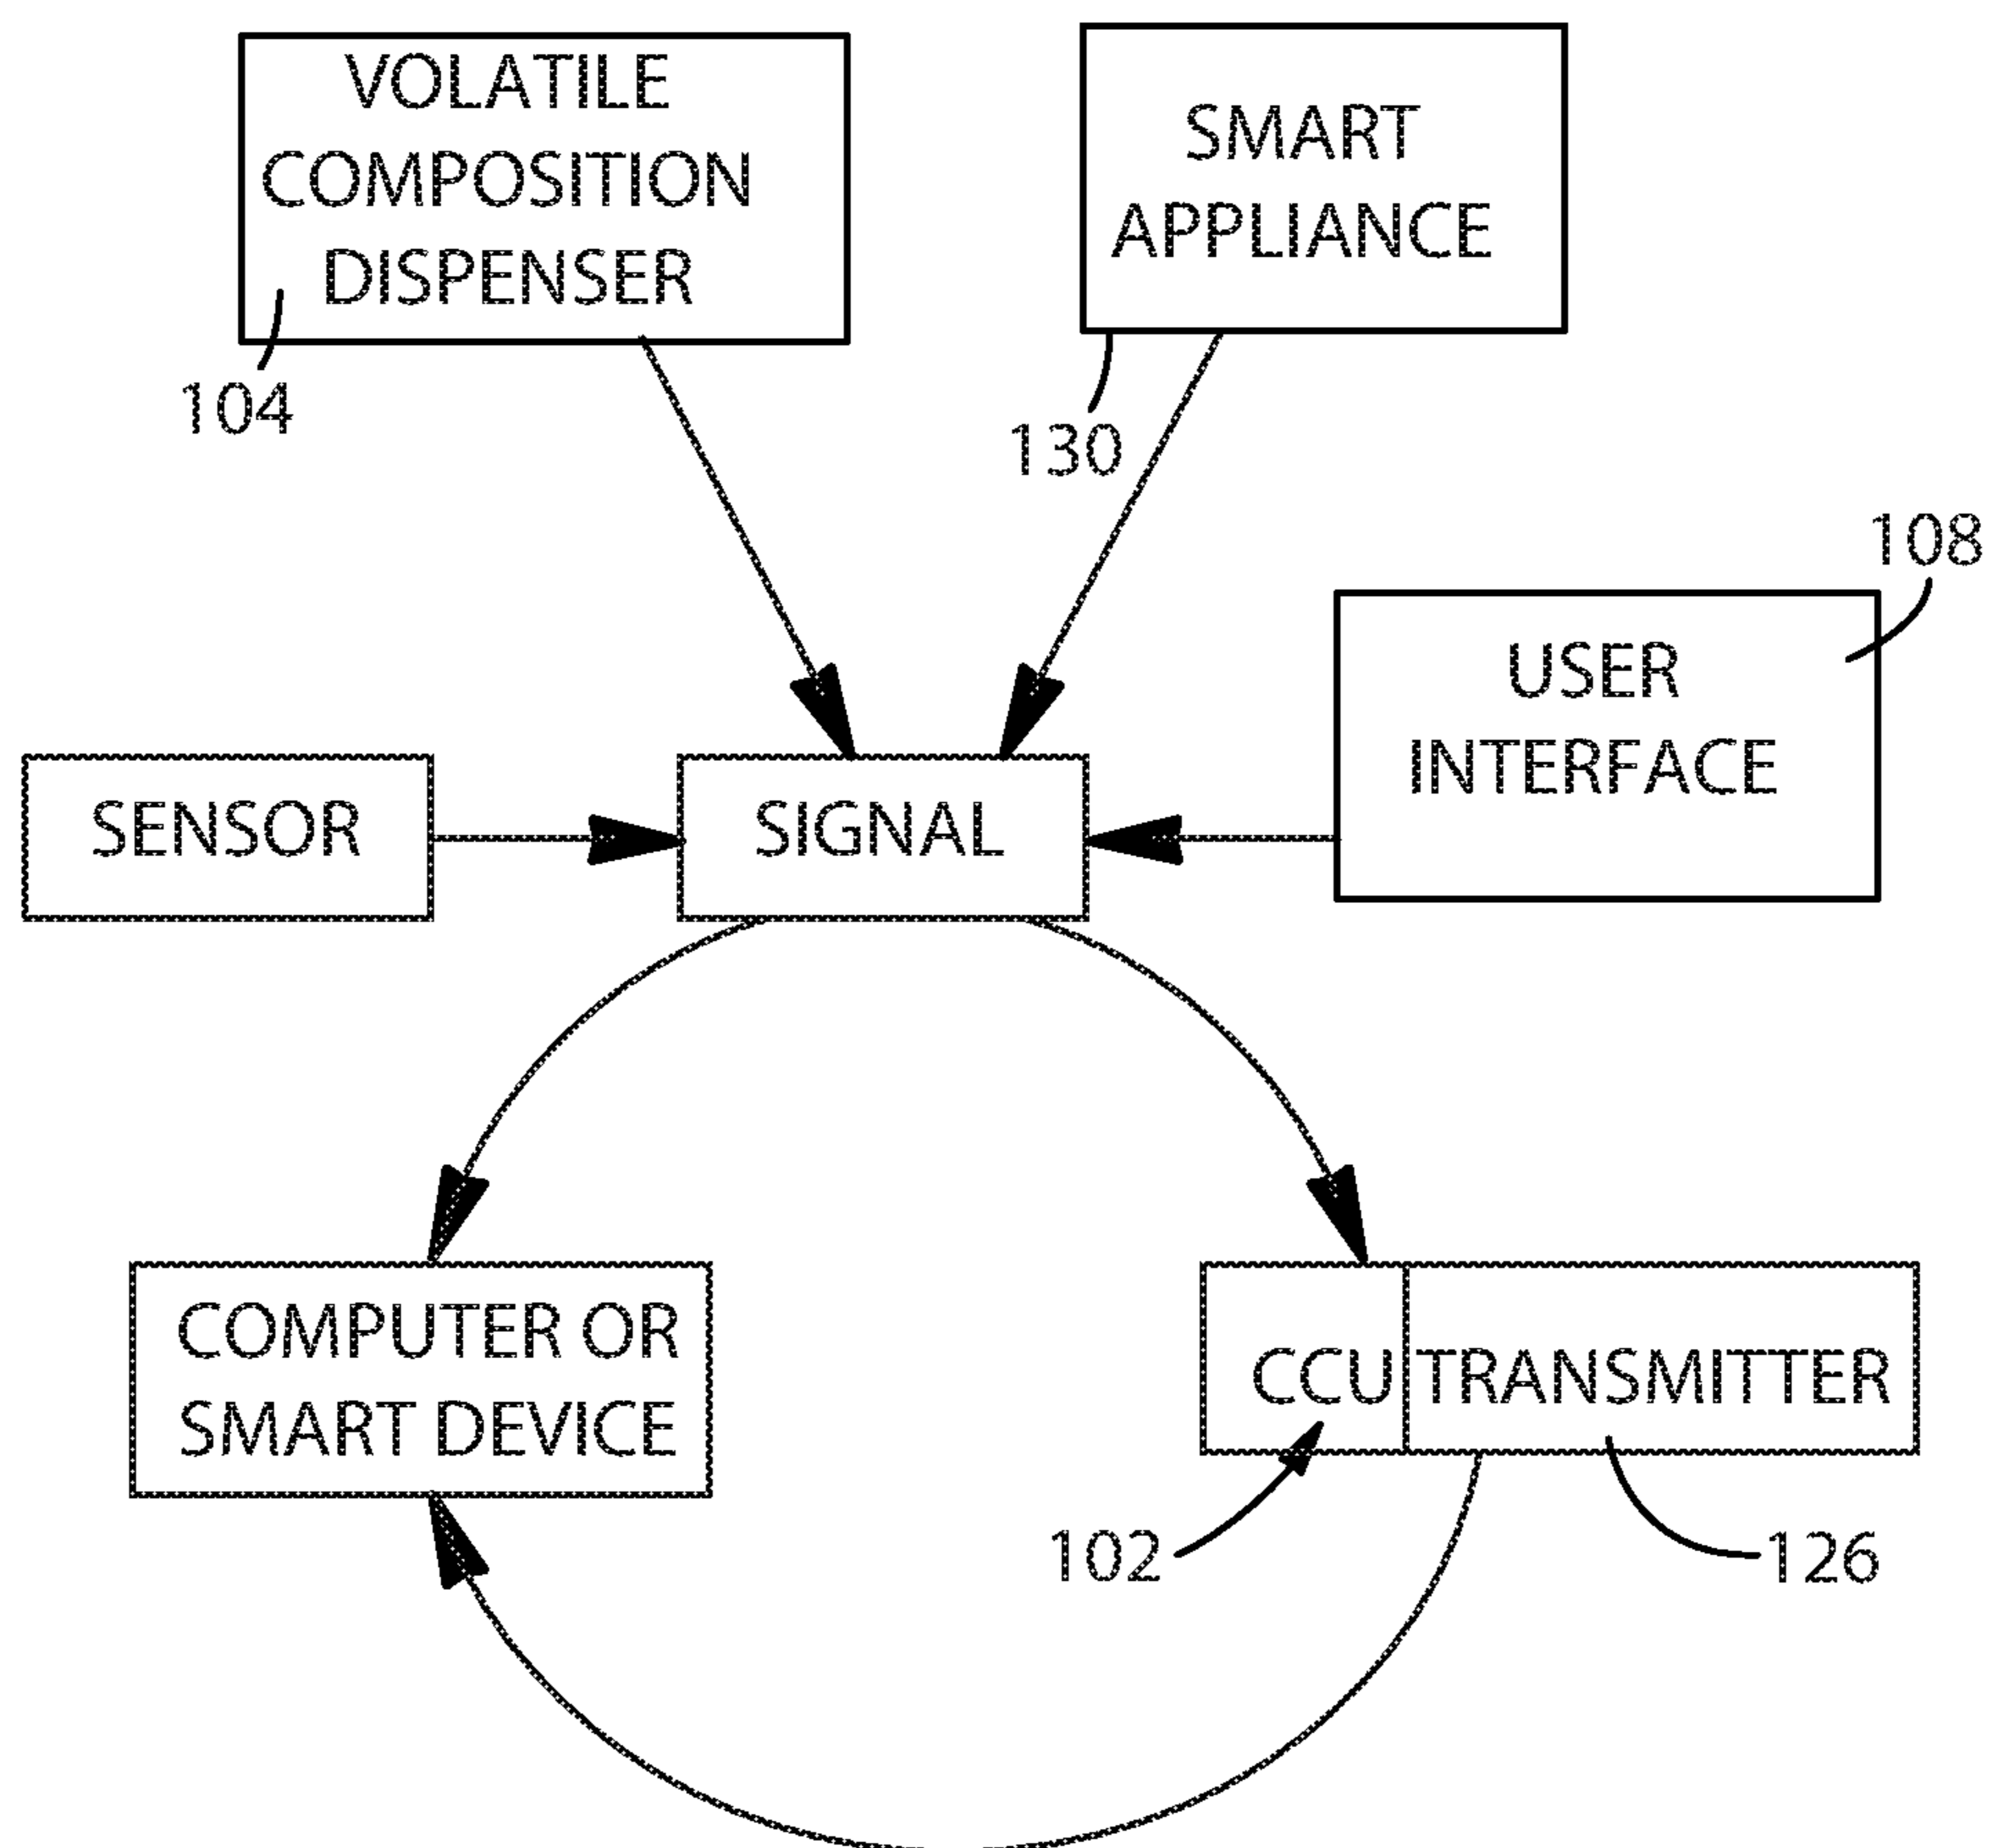 VOLATILE
COMPOSITION
DISPENSER
104
SMART
APPLIANCE
130
108
USER
INTERFACE
SENSOR
SIGNAL
COMPUTER OR
SMART DEVICE
CCU TRANSMITTER
102
126